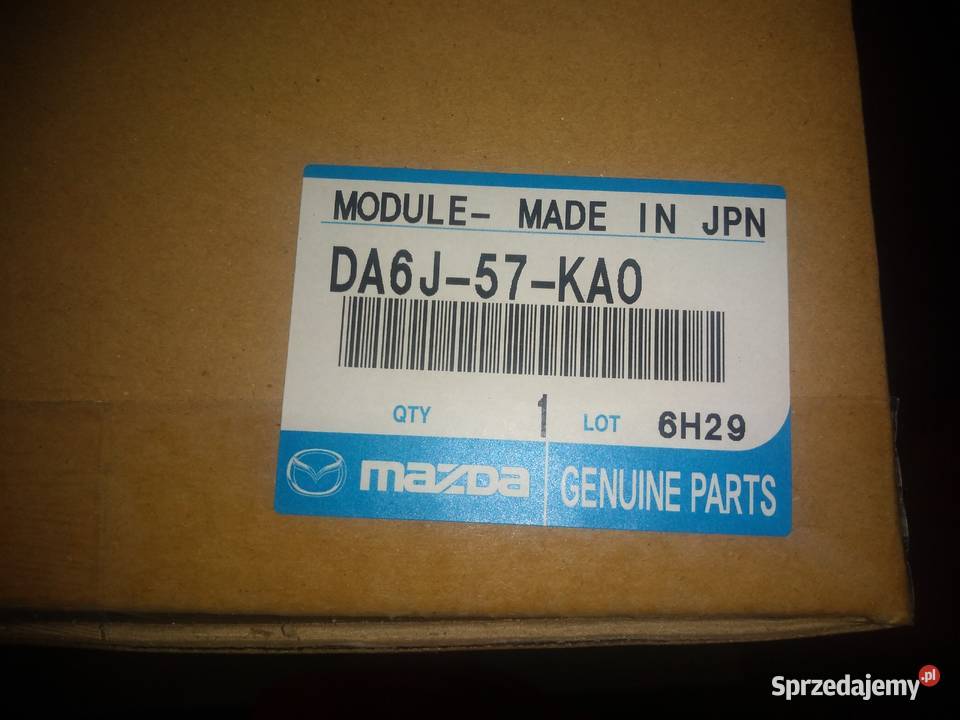 MODULE- MADE IN JPN
DA6J-57-KA0
QTY 1 LOT 6H29
mazda GENUINE PARTS
Sprzedajemy.pl